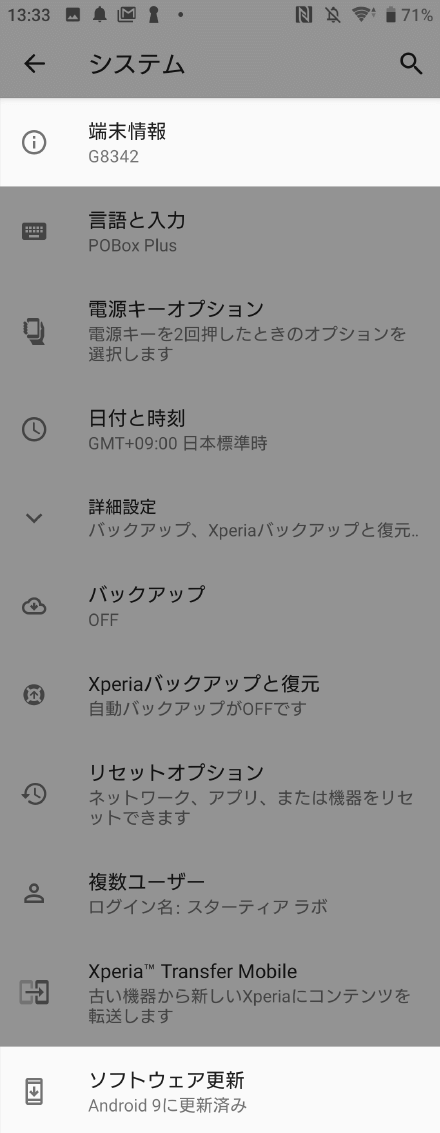 13:33 71%
システム
端末情報
G8342
言語と入力
POBox Plus
電源キーオプション
電源キーを2回押したときのオプションを
選択します
日付と時刻
GMT+09:00 日本標準時
詳細設定
バックアップ、Xperiaバックアップと復元..
バックアップ
OFF
Xperiaバックアップと復元
自動バックアップがOFFです
リセットオプション
ネットワーク、アプリ、または機器をリセ
ットできます
複数ユーザー
ログイン名: スターティア ラボ
Xperia™ Transfer Mobile
古い機器から新しいXperiaにコンテンツを
転送します
ソフトウェア更新
Android 9に更新済み